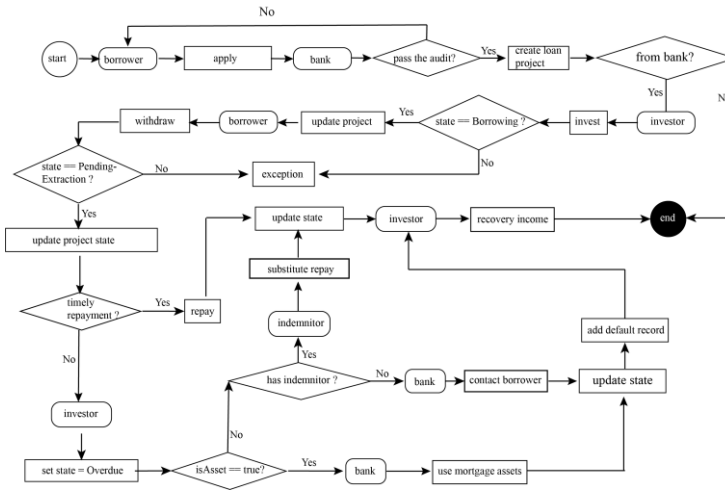 No
start
borrower
apply
bank
pass the audit?
Yes
create loan
project
from bank?
Yes
N
withdraw
borrower
update project
Yes
state == Borrowing ?
invest
investor
No
state == Pending-
Extraction ?
No
exception
Yes
update project state
update state
investor
recovery income
end
substitute repay
timely
repayment ?
Yes
repay
indemnitor
add default record
No
Yes
has indemnitor ?
No
bank
contact borrower
update state
investor
No
set state = Overdue
isAsset == true?
Yes
bank
use mortgage assets